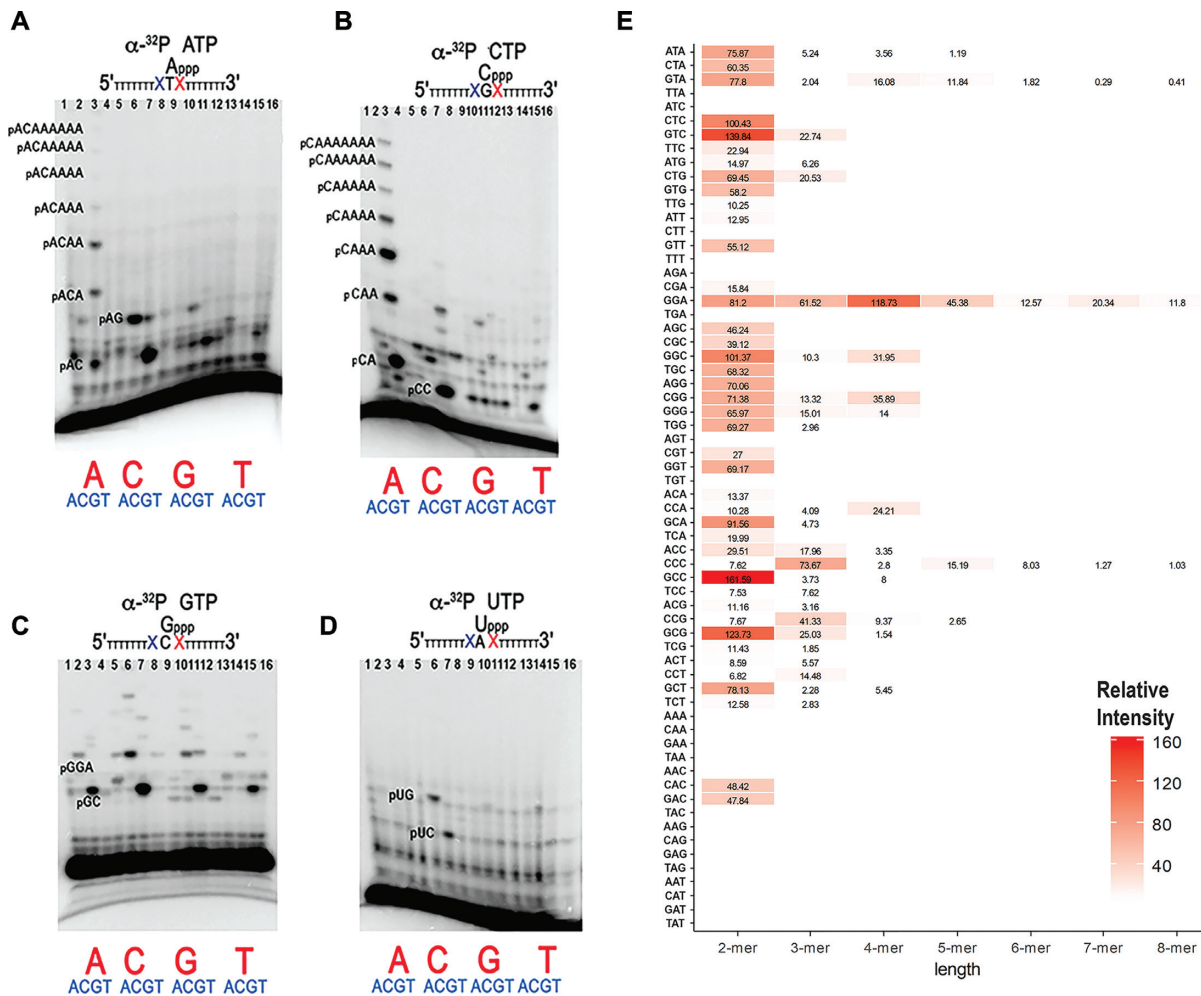 A
α-³²P ATP
Appp
5' XTX 3'
1 2 3 4 5 6 7 8 9 10 11 12 13 14 15 16
pACAAAAAA
pACAAAAA
pACAAAA
pACAAA
pACAA
pACA
pAG
pAC
A C G T
ACGT ACGT ACGT ACGT
B
α-³²P CTP
Cppp
5' XGX 3'
1 2 3 4 5 6 7 8 9 10 11 12 13 14 15 16
pCAAAAAAA
pCAAAAAA
pCAAAAA
pCAAAA
pCAAA
pCAA
pCA
pCC
A C G T
ACGT ACGT ACGT ACGT
C
α-³²P GTP
Gppp
5' XCX 3'
1 2 3 4 5 6 7 8 9 10 11 12 13 14 15 16
pGGA
pGC
A C G T
ACGT ACGT ACGT ACGT
D
α-³²P UTP
Uppp
5' XAX 3'
1 2 3 4 5 6 7 8 9 10 11 12 13 14 15 16
pUG
pUC
A C G T
ACGT ACGT ACGT ACGT
E
ATA 75.87 5.24 3.56 1.19
CTA 60.35
GTA 77.8 2.04 16.08 11.84 1.82 0.29 0.41
TTA
ATC
CTC 100.43
GTC 139.84 22.74
TTC 22.94
ATG 14.97 6.26
CTG 69.45 20.53
GTG 58.2
TTG 10.25
ATT 12.95
CTT
GTT 55.12
TTT
AGA
CGA 15.84
GGA 81.2 61.52 118.73 45.38 12.57 20.34 11.8
TGA
AGC 46.24
CGC 39.12
GGC 101.37 10.3 31.95
TGC 68.32
AGG 70.06
CGG 71.38 13.32 35.89
GGG 65.97 15.01 14
TGG 69.27 2.96
AGT
CGT 27
GGT 69.17
TGT
ACA 13.37
CCA 10.28 4.09 24.21
GCA 91.56 4.73
TCA 19.99
ACC 29.51 17.96 3.35
CCC 7.62 73.67 2.8 15.19 8.03 1.27 1.03
GCC 161.59 3.73 8
TCC 7.53 7.62
ACG 11.16 3.16
CCG 7.67 41.33 9.37 2.65
GCG 123.73 25.03 1.54
TCG 11.43 1.85
ACT 8.59 5.57
CCT 6.82 14.48
GCT 78.13 2.28 5.45
TCT 12.58 2.83
AAA
CAA
GAA
TAA
AAC
CAC 48.42
GAC 47.84
TAC
AAG
CAG
GAG
TAG
AAT
CAT
GAT
TAT
2-mer 3-mer 4-mer 5-mer 6-mer 7-mer 8-mer
length
Relative
Intensity
160
120
80
40